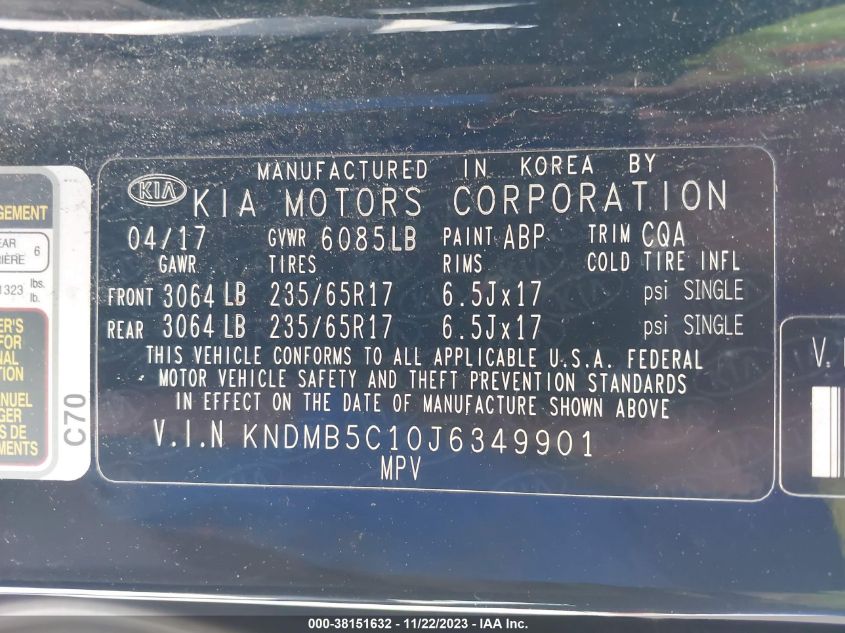 MANUFACTURED IN KOREA BY
KIA KIA MOTORS CORPORATION
04/17 GVWR 6085LB PAINT ABP TRIM CQA
GAWR TIRES RIMS COLD TIRE INFL
FRONT 3064 LB 235/65R17 6.5Jx17 psi SINGLE
REAR 3064 LB 235/65R17 6.5Jx17 psi SINGLE
THIS VEHICLE CONFORMS TO ALL APPLICABLE U.S.A. FEDERAL
MOTOR VEHICLE SAFETY AND THEFT PREVENTION STANDARDS
IN EFFECT ON THE DATE OF MANUFACTURE SHOWN ABOVE
V.I.N KNDMB5C10J6349901
MPV
C70
6
1323 lbs.
lb.
V.
000-38151632 - 11/22/2023 - IAA Inc.